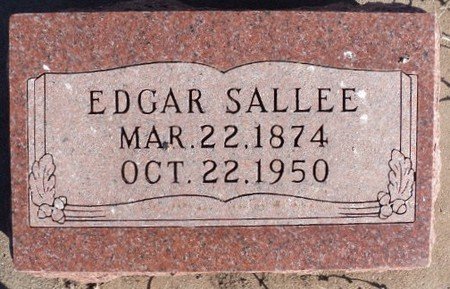 EDGAR SALLEE
MAR. 22, 1874
OCT. 22, 1950